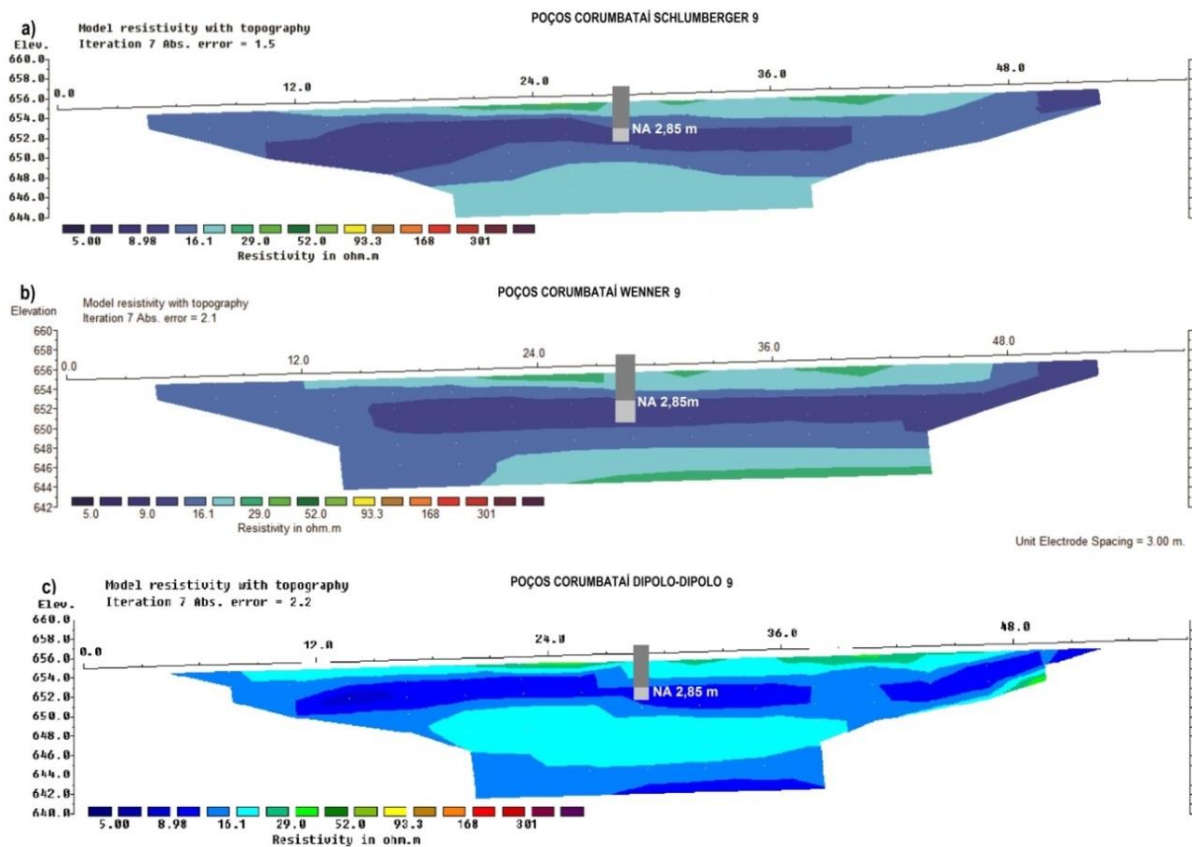 POÇOS CORUMBATAÍ SCHLUMBERGER 9
a)
Model resistivity with topography
Iteration 7 Abs. error = 1.5
Elev.
660.0
658.0
656.0
654.0
652.0
650.0
648.0
646.0
644.0
0.0 12.0 24.0 36.0 48.0
NA 2,85 m
5.00 8.98 16.1 29.0 52.0 93.3 168 301
Resistivity in ohm.m
b)
POÇOS CORUMBATAÍ WENNER 9
Model resistivity with topography
Iteration 7 Abs. error = 2.1
Elevation
660
658
656
654
652
650
648
646
644
642
0.0 12.0 24.0 36.0 48.0
NA 2,85m
5.0 9.0 16.1 29.0 52.0 93.3 168 301
Resistivity in ohm.m
Unit Electrode Spacing = 3.00 m.
c)
POÇOS CORUMBATAÍ DIPOLO-DIPOLO 9
Model resistivity with topography
Iteration 7 Abs. error = 2.2
Elev.
660.0
658.0
656.0
654.0
652.0
650.0
648.0
646.0
644.0
642.0
640.0
0.0 12.0 24.0 36.0 48.0
NA 2,85 m
5.00 8.98 16.1 29.0 52.0 93.3 168 301
Resistivity in ohm.m